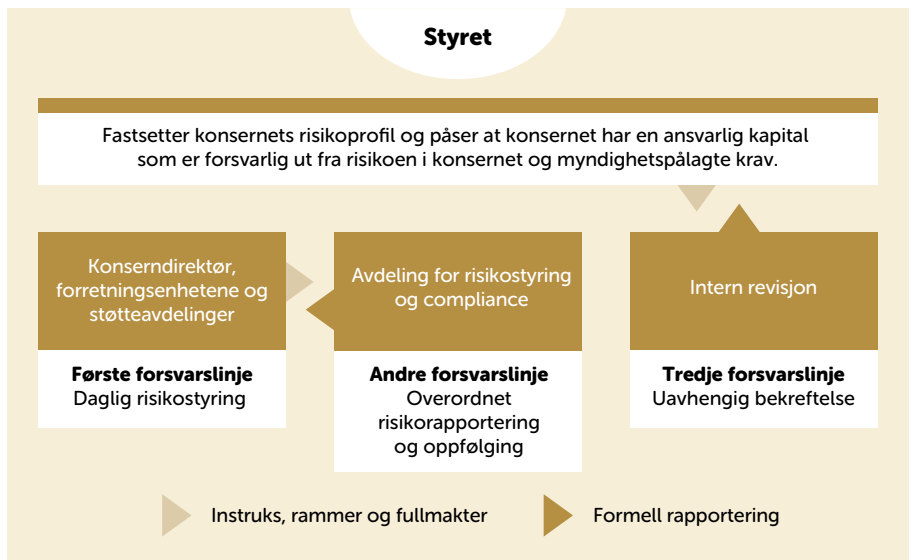 Styret
Fastsetter konsernets risikoprofil og påser at konsernet har en ansvarlig kapital
som er forsvarlig ut fra risikoen i konsernet og myndighetspålagte krav.
Konserndirektør,
forretningsenhetene og
støtteavdelinger
Første forsvarslinje
Daglig risikostyring
Avdeling for risikostyring
og compliance
Andre forsvarslinje
Overordnet
risikorapportering
og oppfølging
Intern revisjon
Tredje forsvarslinje
Uavhengig bekreftelse
Instruks, rammer og fullmakter
Formell rapportering